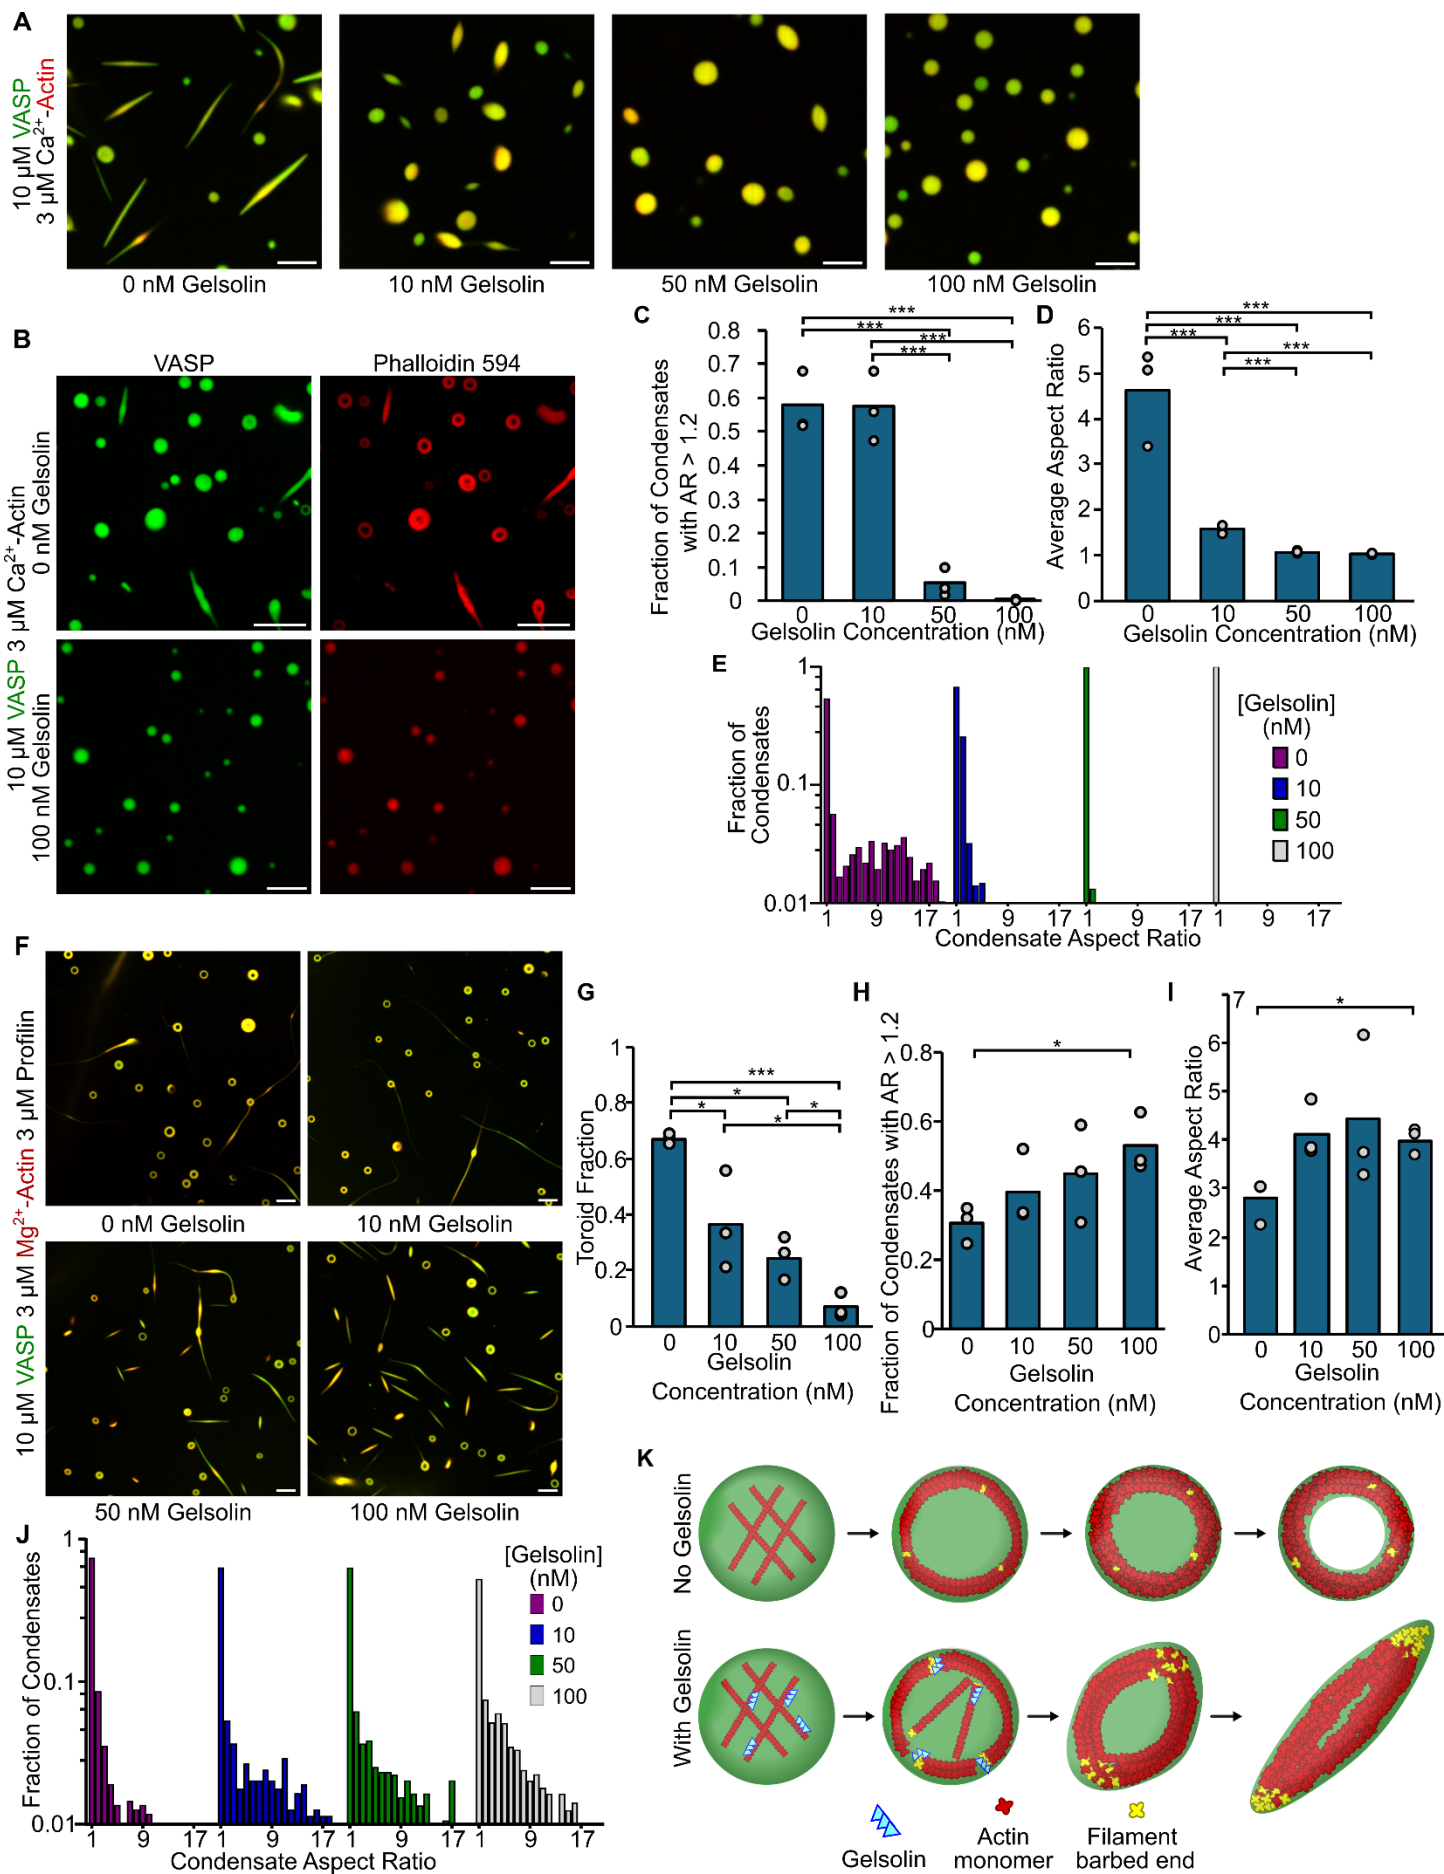 A
10 µM VASP
3 µM Ca²⁺-Actin
0 nM Gelsolin
10 nM Gelsolin
50 nM Gelsolin
100 nM Gelsolin
B
VASP
Phalloidin 594
10 µM VASP 3 µM Ca²⁺-Actin
0 nM Gelsolin
100 nM Gelsolin
C
Fraction of Condensates
with AR > 1.2
0.8
0.7
0.6
0.5
0.4
0.3
0.2
0.1
0
***
***
***
***
0
10
50
100
Gelsolin Concentration (nM)
D
Average Aspect Ratio
6
5
4
3
2
1
0
***
***
***
***
***
0
10
50
100
Gelsolin Concentration (nM)
E
Fraction of
Condensates
1
0.1
0.01
1 9 17 1 9 17 1 9 17 1 9 17
Condensate Aspect Ratio
[Gelsolin]
(nM)
0
10
50
100
F
10 µM VASP 3 µM Mg²⁺-Actin 3 µM Profilin
0 nM Gelsolin
10 nM Gelsolin
50 nM Gelsolin
100 nM Gelsolin
G
Toroid Fraction
1
0.8
0.6
0.4
0.2
0
***
*
*
*
*
0
10
50
100
Gelsolin
Concentration (nM)
H
Fraction of Condensates with AR > 1.2
0.8
0.6
0.4
0.2
0
*
0
10
50
100
Gelsolin
Concentration (nM)
I
Average Aspect Ratio
7
6
5
4
3
2
1
0
*
0
10
50
100
Gelsolin
Concentration (nM)
J
Fraction of Condensates
1
0.1
0.01
1 9 17 1 9 17 1 9 17 1 9 17
Condensate Aspect Ratio
[Gelsolin]
(nM)
0
10
50
100
K
No Gelsolin
With Gelsolin
Gelsolin
Actin
monomer
Filament
barbed end